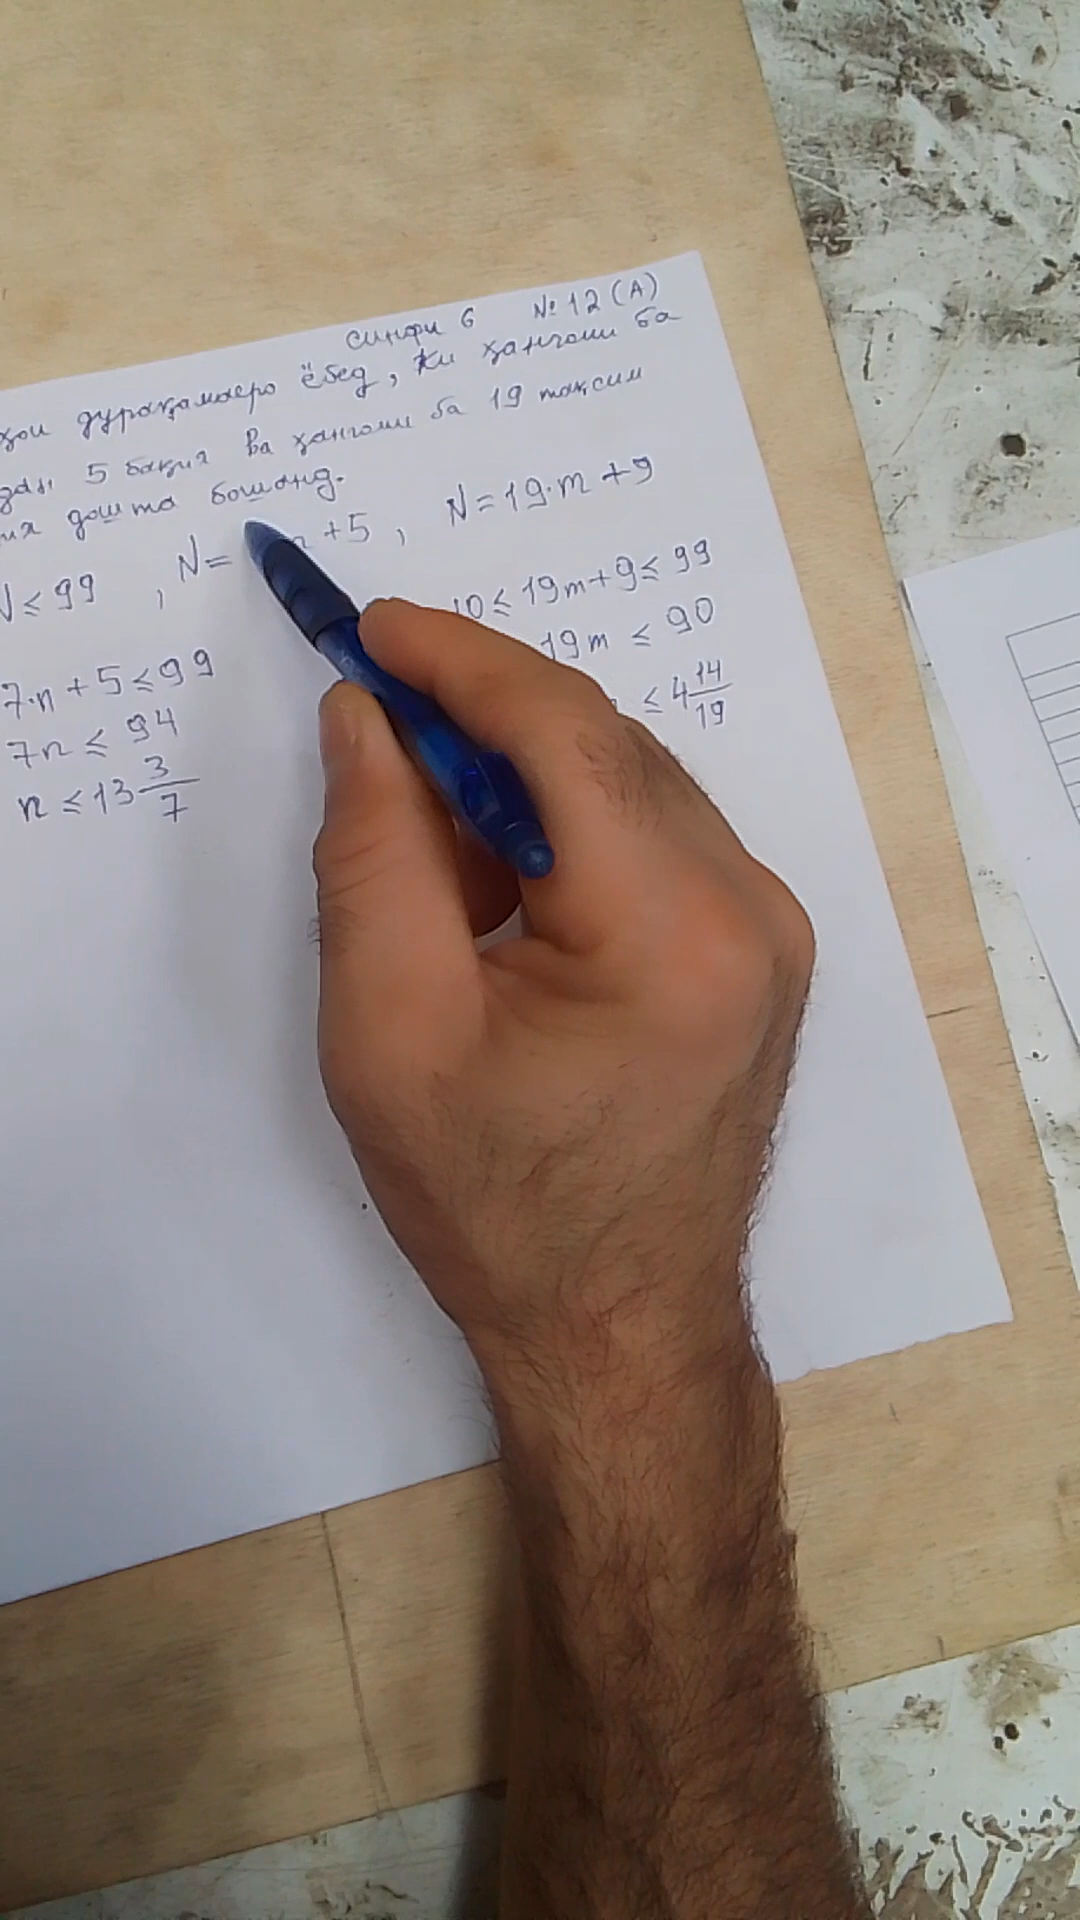 синфи 6 № 12 (А)
дурақамаеро ёбед, ки ҳангоми ба
5 бақия ва ҳангоми ба 19 тақсим
дошта бошанд.
N ≤ 99 , N = n + 5 , N = 19·m + 9
7·n + 5 ≤ 99 10 ≤ 19m + 9 ≤ 99
7n ≤ 94 19m ≤ 90
n ≤ 13 3/7 ≤ 4 14/19